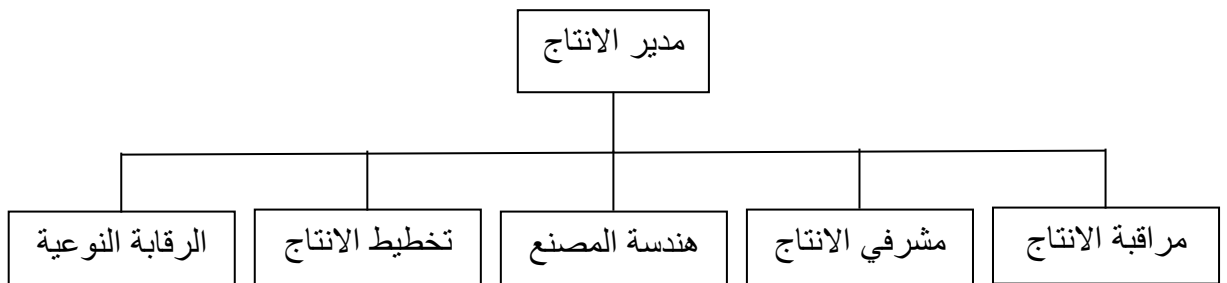 مدير الانتاج
مراقبة الانتاج
مشرفي الانتاج
هندسة المصنع
تخطيط الانتاج
الرقابة النوعية